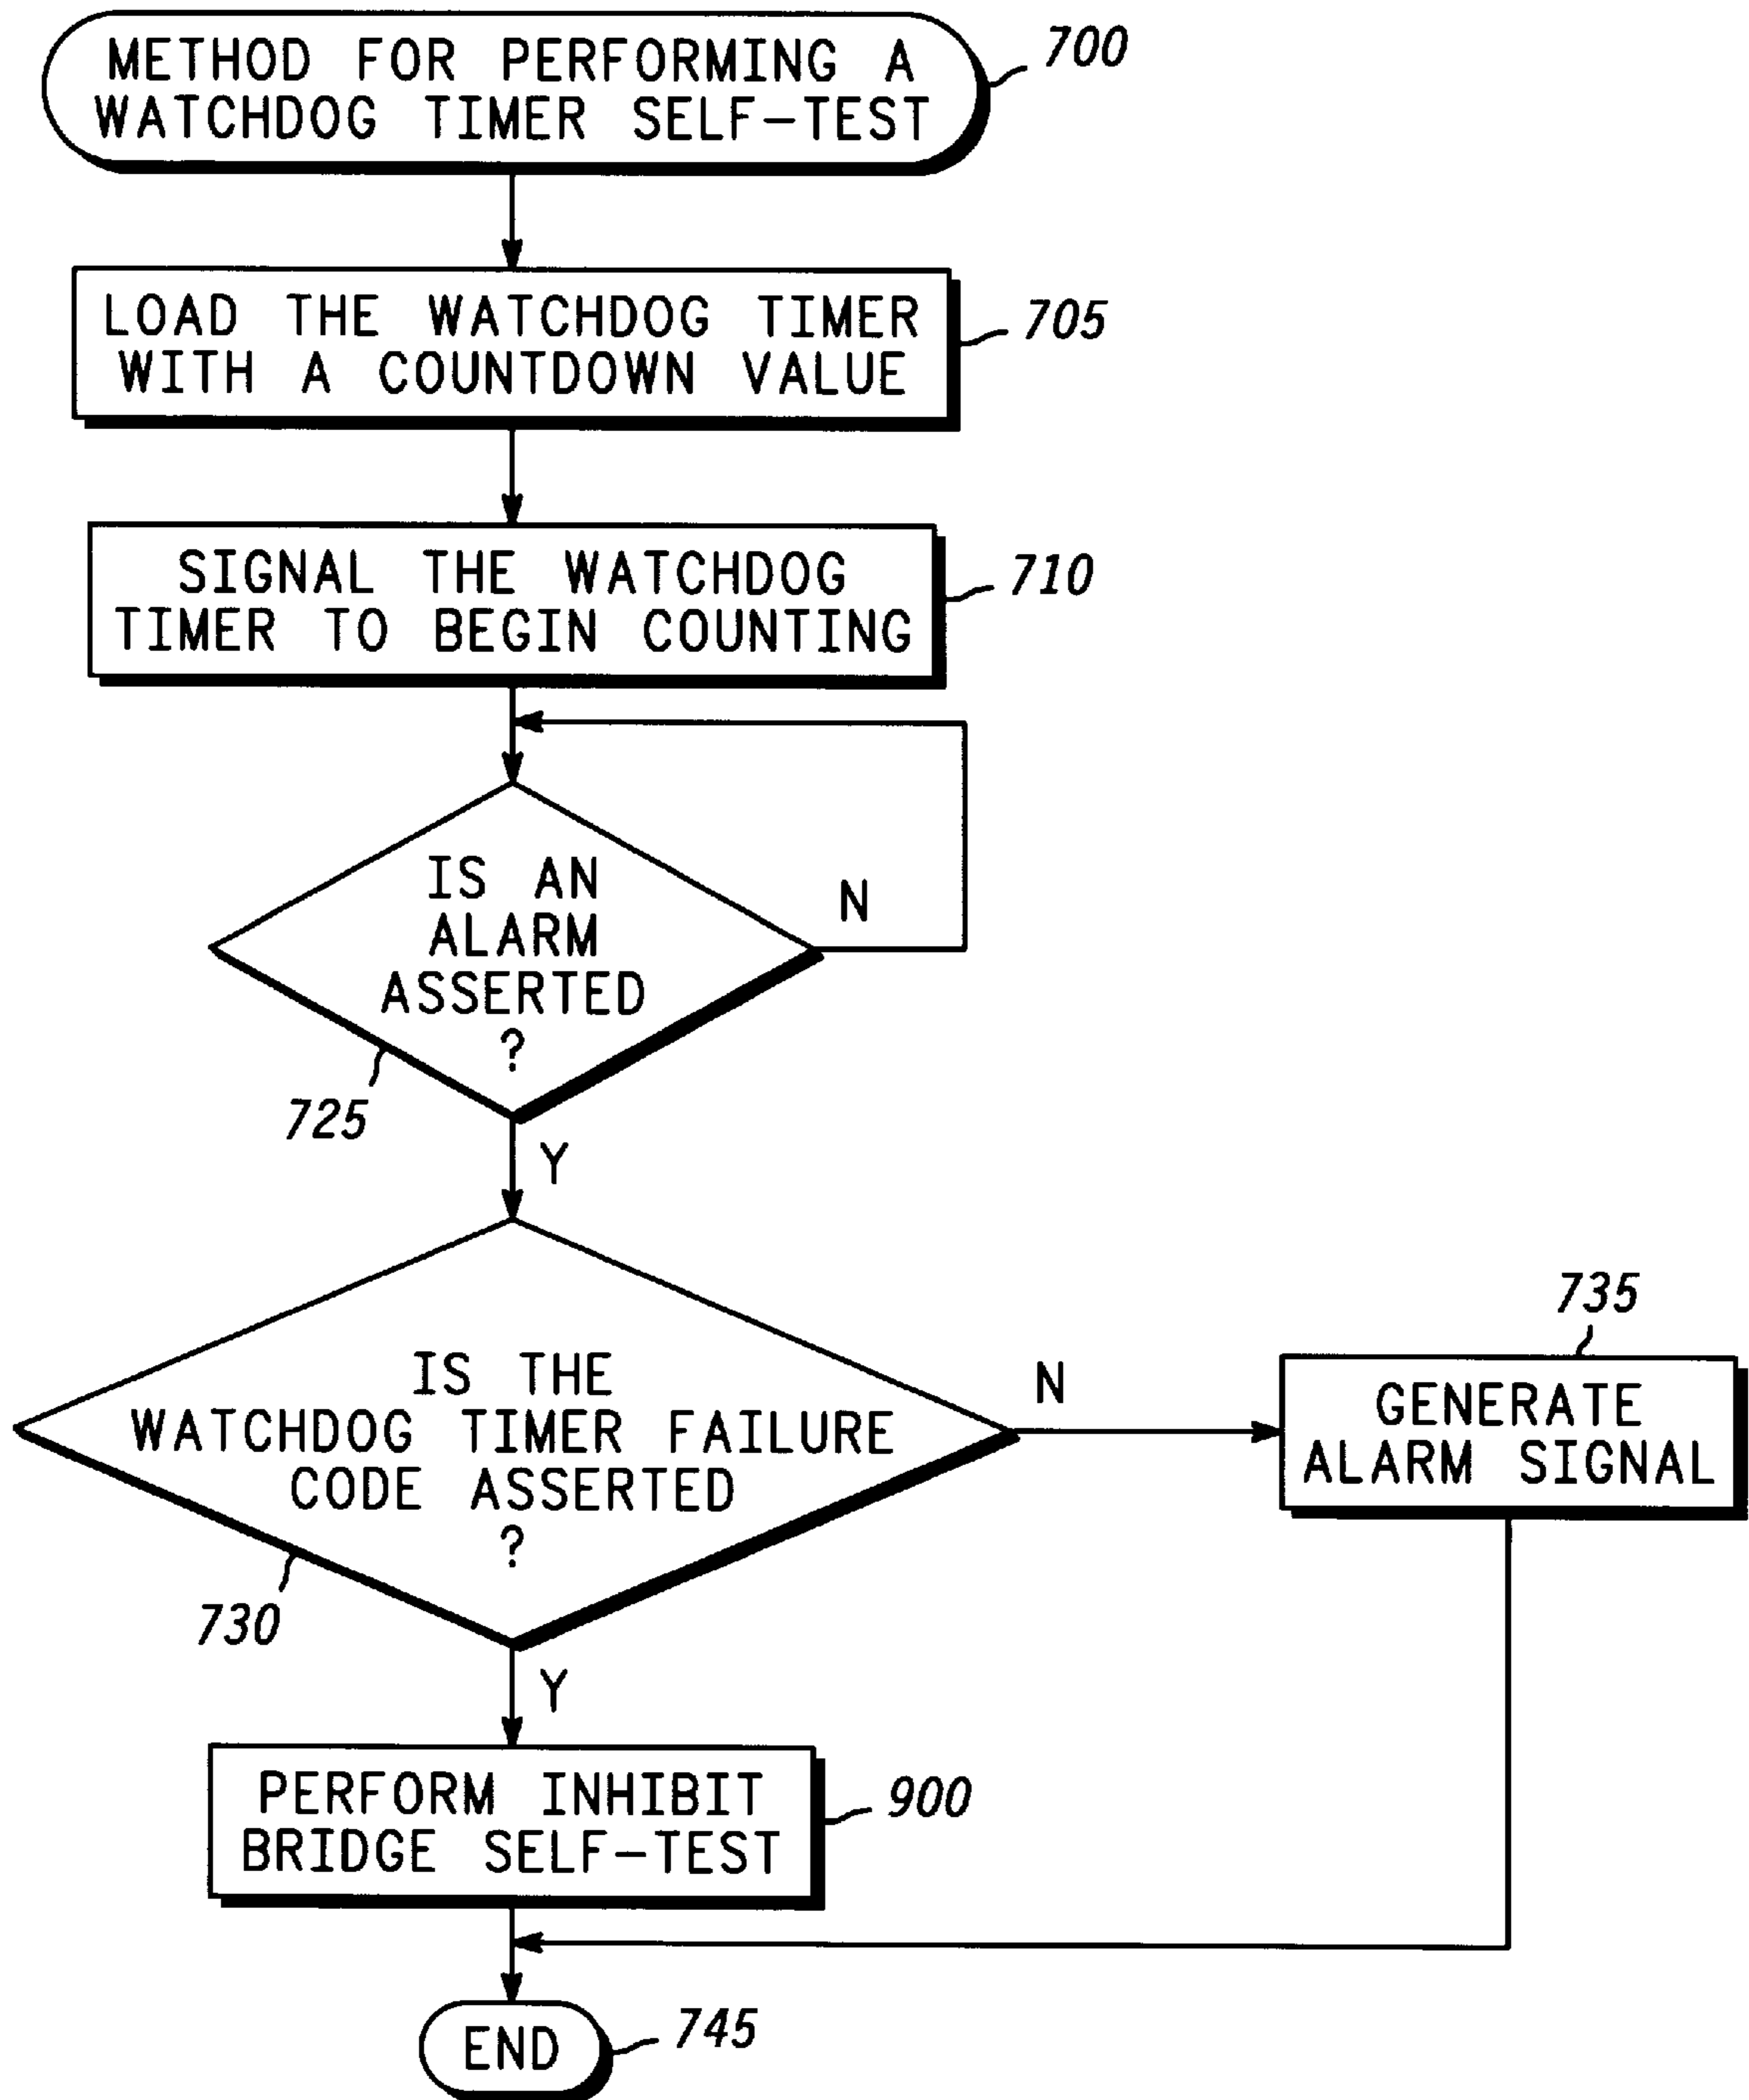 METHOD FOR PERFORMING A
WATCHDOG TIMER SELF-TEST
700
LOAD THE WATCHDOG TIMER
WITH A COUNTDOWN VALUE
705
SIGNAL THE WATCHDOG
TIMER TO BEGIN COUNTING
710
IS AN
ALARM
ASSERTED
?
N
725
Y
IS THE
WATCHDOG TIMER FAILURE
CODE ASSERTED
?
N
730
Y
735
GENERATE
ALARM SIGNAL
PERFORM INHIBIT
BRIDGE SELF-TEST
900
END
745